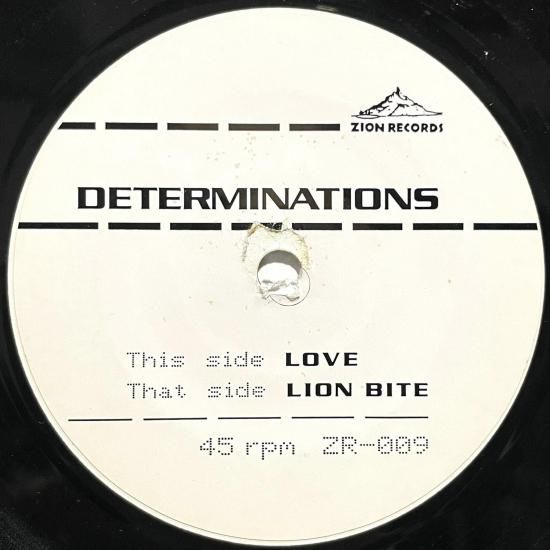 ZION RECORDS
DETERMINATIONS
This side LOVE
That side LION BITE
45 rpm ZR-009